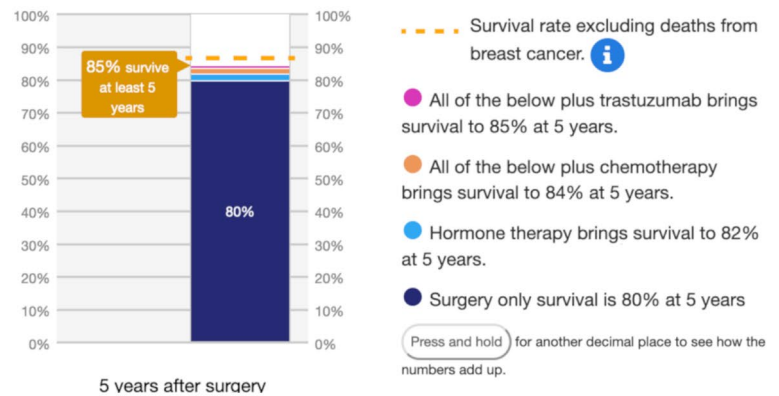 100%
90%
80%
70%
60%
50%
40%
30%
20%
10%
0%
85% survive
at least 5
years
80%
100%
90%
80%
70%
60%
50%
40%
30%
20%
10%
0%
5 years after surgery
Survival rate excluding deaths from
breast cancer. i
All of the below plus trastuzumab brings
survival to 85% at 5 years.
All of the below plus chemotherapy
brings survival to 84% at 5 years.
Hormone therapy brings survival to 82%
at 5 years.
Surgery only survival is 80% at 5 years
Press and hold for another decimal place to see how the
numbers add up.